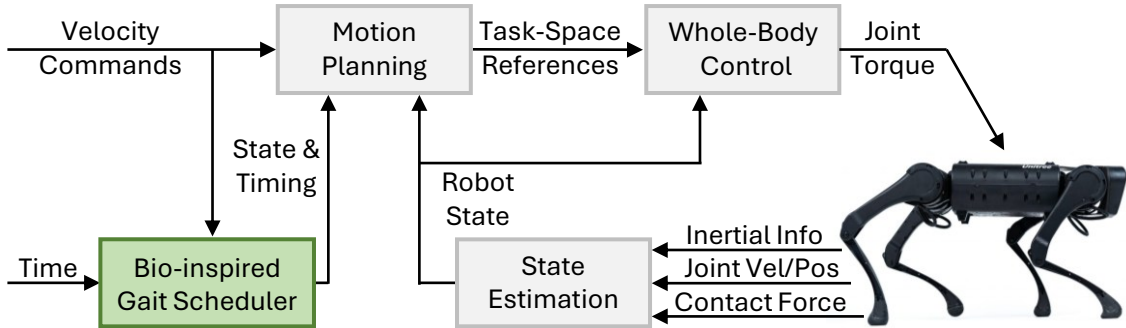 Velocity
Commands
Motion
Planning
Task-Space
References
Whole-Body
Control
Joint
Torque
State &
Timing
Robot
State
Time
Bio-inspired
Gait Scheduler
State
Estimation
Inertial Info
Joint Vel/Pos
Contact Force